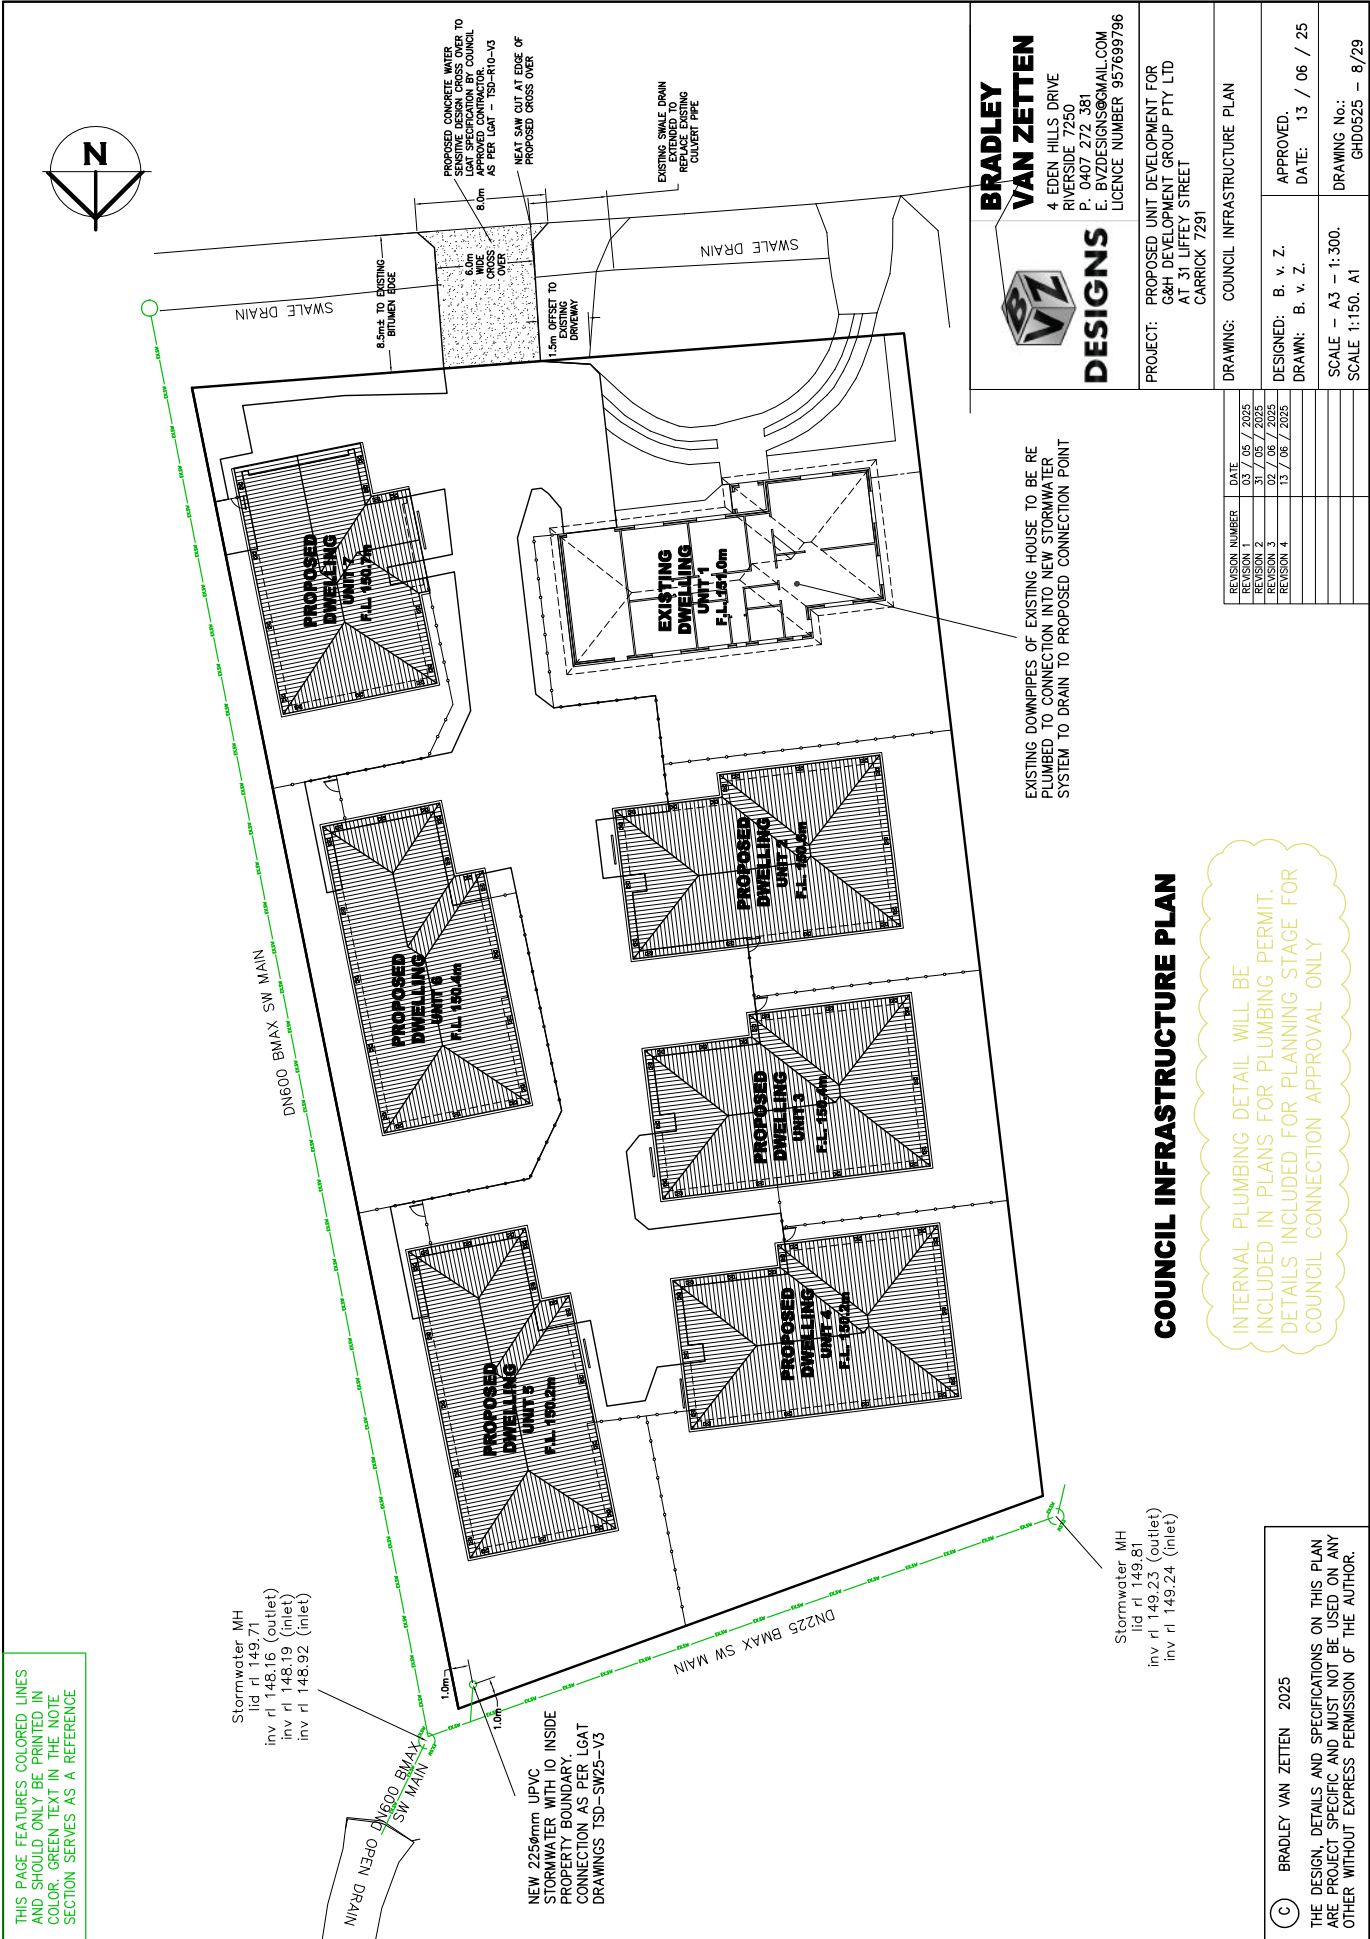 THIS PAGE FEATURES COLORED LINES
AND SHOULD ONLY BE PRINTED IN
COLOR. GREEN TEXT IN THE NOTE
SECTION SERVES AS A REFERENCE
N
Stormwater MH
lid rl 149.71
inv rl 148.16 (outlet)
inv rl 148.19 (inlet)
inv rl 148.92 (inlet)
DN600 BMAX SW MAIN
DN600 BMAX
SW MAIN
OPEN DRAIN
1.0m
1.0m
NEW 225ømm UPVC
STORMWATER WITH IO INSIDE
PROPERTY BOUNDARY.
CONNECTION AS PER LGAT
DRAWINGS TSD-SW25-V3
DN225 BMAX SW MAIN
Stormwater MH
lid rl 149.81
inv rl 149.23 (outlet)
inv rl 149.24 (inlet)
PROPOSED
DWELLING
UNIT 5
F.L. 150.2m
PROPOSED
DWELLING
UNIT 6
F.L. 150.4m
PROPOSED
DWELLING
UNIT 7
F.L. 150.7m
PROPOSED
DWELLING
UNIT 4
F.L. 150.2m
PROPOSED
DWELLING
UNIT 3
F.L. 150.4m
PROPOSED
DWELLING
UNIT 2
F.L. 150.6m
EXISTING
DWELLING
UNIT 1
F.L. 151.0m
SWALE DRAIN
8.5m± TO EXISTING
BITUMEN EDGE
6.0m
WIDE
CROSS
OVER
8.0m
1.5m OFFSET TO
EXISTING
DRIVEWAY
SWALE DRAIN
PROPOSED CONCRETE WATER
SENSITIVE DESIGN CROSS OVER TO
LGAT SPECIFICATION BY COUNCIL
APPROVED CONTRACTOR.
AS PER LGAT - TSD-R10-V3
NEAT SAW CUT AT EDGE OF
PROPOSED CROSS OVER
EXISTING SWALE DRAIN
EXTENDED TO
REPLACE EXISTING
CULVERT PIPE
EXISTING DOWNPIPES OF EXISTING HOUSE TO BE RE
PLUMBED TO CONNECTION INTO NEW STORMWATER
SYSTEM TO DRAIN TO PROPOSED CONNECTION POINT
COUNCIL INFRASTRUCTURE PLAN
INTERNAL PLUMBING DETAIL WILL BE
INCLUDED IN PLANS FOR PLUMBING PERMIT.
DETAILS INCLUDED FOR PLANNING STAGE FOR
COUNCIL CONNECTION APPROVAL ONLY
C BRADLEY VAN ZETTEN 2025
THE DESIGN, DETAILS AND SPECIFICATIONS ON THIS PLAN
ARE PROJECT SPECIFIC AND MUST NOT BE USED ON ANY
OTHER WITHOUT EXPRESS PERMISSION OF THE AUTHOR.
REVISION NUMBER DATE
REVISION 1 03 / 05 / 2025
REVISION 2 31 / 05 / 2025
REVISION 3 02 / 06 / 2025
REVISION 4 13 / 06 / 2025
BVZ
DESIGNS
BRADLEY
VAN ZETTEN
4 EDEN HILLS DRIVE
RIVERSIDE 7250
P. 0407 272 381
E. BVZDESIGNS@GMAIL.COM
LICENCE NUMBER 957699796
PROJECT: PROPOSED UNIT DEVELOPMENT FOR
G&H DEVELOPMENT GROUP PTY LTD
AT 31 LIFFEY STREET
CARRICK 7291
DRAWING: COUNCIL INFRASTRUCTURE PLAN
DESIGNED: B. v. Z. APPROVED.
DRAWN: B. v. Z. DATE: 13 / 06 / 25
SCALE - A3 - 1:300. DRAWING No.:
SCALE 1:150. A1 GHD0525 - 8/29